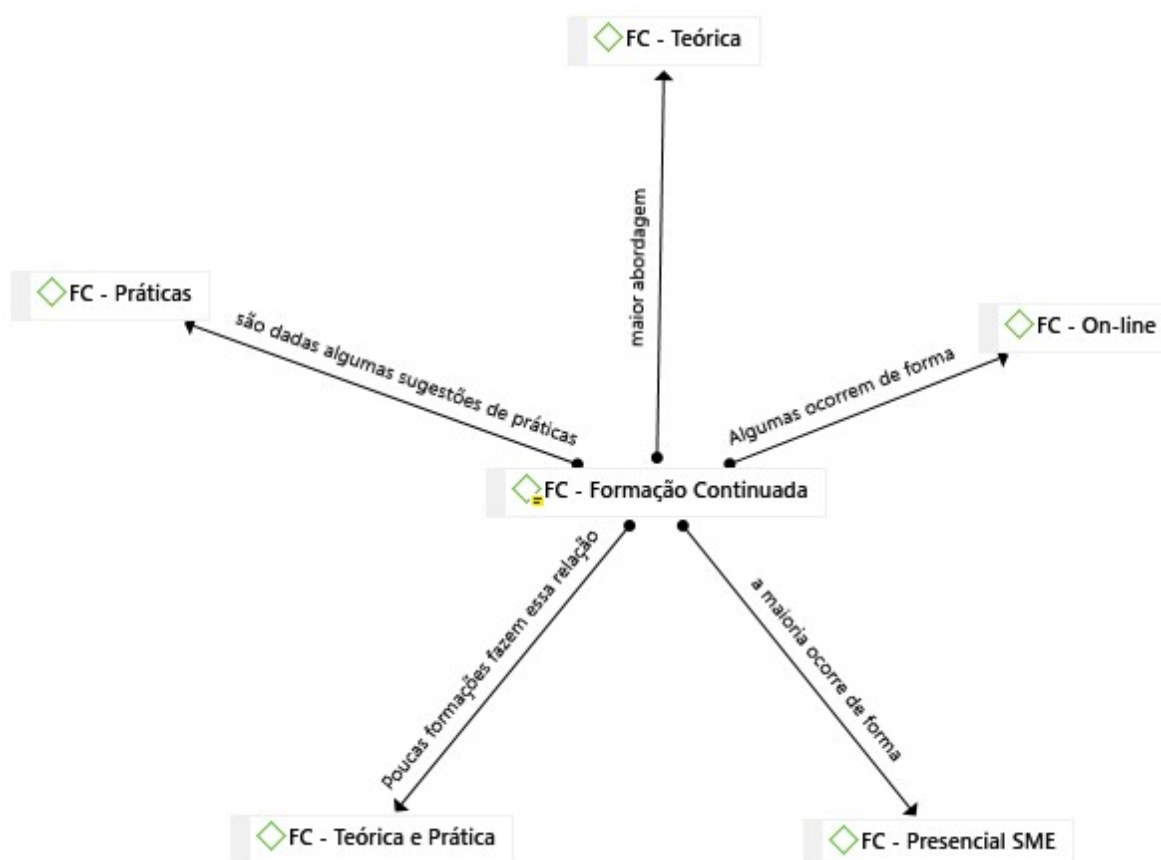 FC - Teórica
maior abordagem
FC - Práticas
são dadas algumas sugestões de práticas
FC - On-line
Algumas ocorrem de forma
FC - Formação Continuada
Poucas formações fazem essa relação
a maioria ocorre de forma
FC - Teórica e Prática
FC - Presencial SME